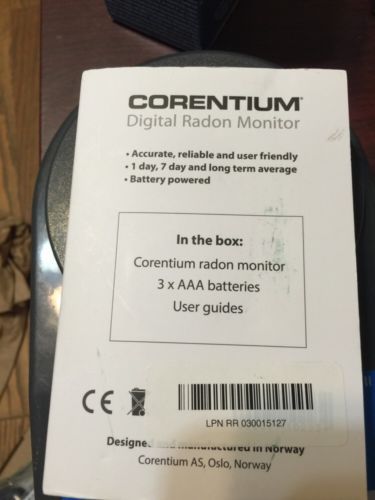 CORENTIUM®
Digital Radon Monitor
• Accurate, reliable and user friendly
• 1 day, 7 day and long term average
• Battery powered
In the box:
Corentium radon monitor
3 x AAA batteries
User guides
CE
LPN RR 030015127
Designed and manufactured in Norway
Corentium AS, Oslo, Norway